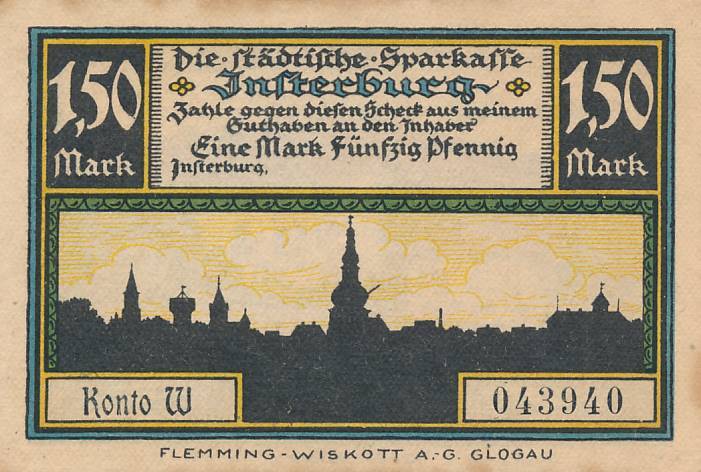 1,50
Mark
Die · städtische · Sparkasse
Insterburg
Zahle gegen diesen Scheck aus meinem
Guthaben an den Inhaber
Eine Mark Fünfzig Pfennig
Insterburg,
1,50
Mark
Konto W
043940
FLEMMING-WISKOTT A.-G. GLOGAU